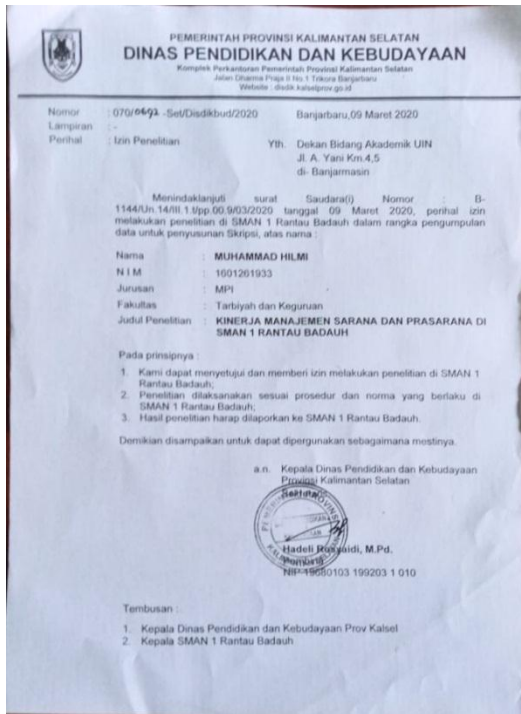 PEMERINTAH PROVINSI KALIMANTAN SELATAN
DINAS PENDIDIKAN DAN KEBUDAYAAN
Komplek Perkantoran Pemerintah Provinsi Kalimantan Selatan
Jalan Dharma Praja II No.1 Trikora Banjarbaru
Website : disdik.kalselprov.go.id
Nomor : 070/0692 -Set/Disdikbud/2020 Banjarbaru,09 Maret 2020
Lampiran : -
Perihal : Izin Penelitian Yth. Dekan Bidang Akademik UIN
Jl. A. Yani Km.4,5
di- Banjarmasin
Menindaklanjuti surat Saudara(i) Nomor : B-
1144/Un.14/III.1.f/pp.00.9/03/2020 tanggal 09 Maret 2020, perihal izin
melakukan penelitian di SMAN 1 Rantau Badauh dalam rangka pengumpulan
data untuk penyusunan Skripsi, atas nama :
Nama : MUHAMMAD HILMI
N I M : 1601261933
Jurusan : MPI
Fakultas : Tarbiyah dan Keguruan
Judul Penelitian : KINERJA MANAJEMEN SARANA DAN PRASARANA DI
SMAN 1 RANTAU BADAUH
Pada prinsipnya :
1. Kami dapat menyetujui dan memberi izin melakukan penelitian di SMAN 1
Rantau Badauh;
2. Penelitian dilaksanakan sesuai prosedur dan norma yang berlaku di
SMAN 1 Rantau Badauh;
3. Hasil penelitian harap dilaporkan ke SMAN 1 Rantau Badauh.
Demikian disampaikan untuk dapat dipergunakan sebagaimana mestinya.
a.n. Kepala Dinas Pendidikan dan Kebudayaan
Provinsi Kalimantan Selatan
Hadeli M.Pd.
NIP 19680103 199203 1 010
Tembusan :
1. Kepala Dinas Pendidikan dan Kebudayaan Prov Kalsel
2. Kepala SMAN 1 Rantau Badauh